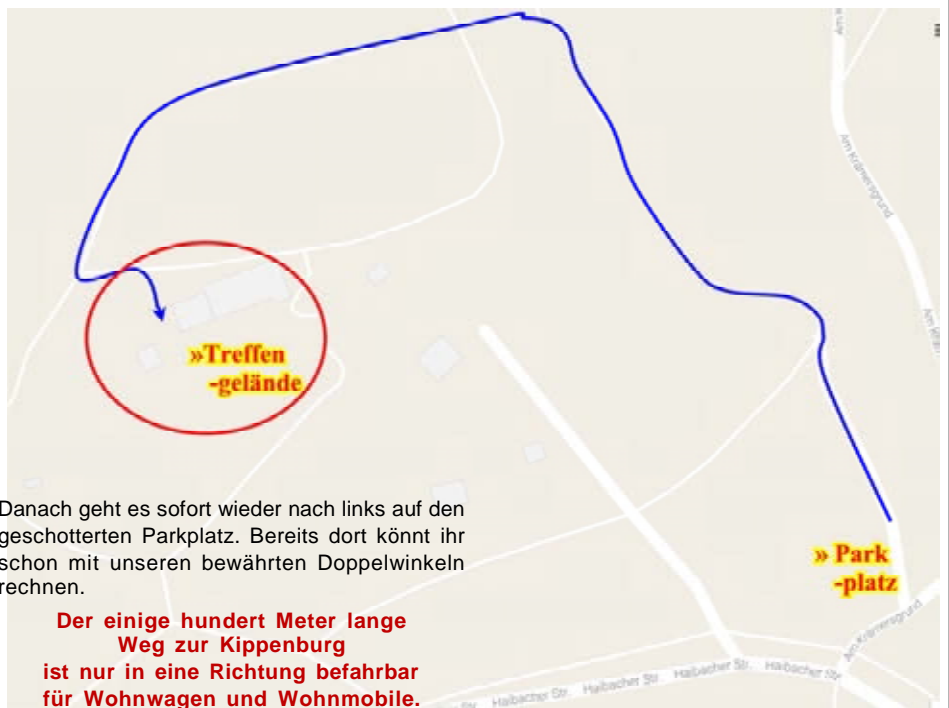 Am Krämersgrund
»Treffen
-gelände
Danach geht es sofort wieder nach links auf den
geschotterten Parkplatz. Bereits dort könnt ihr
schon mit unseren bewährten Doppelwinkeln
rechnen.
» Park
-platz
Der einige hundert Meter lange
Weg zur Kippenburg
ist nur in eine Richtung befahrbar
für Wohnwagen und Wohnmobile.
Am Krämersgrund
Str. Haibacher Str. Haibacher Str. Haibacher Str. Haibacher Str.